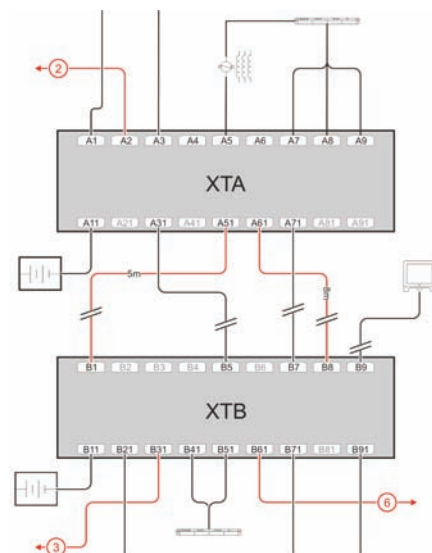 2
A1 A2 A3 A4 A5 A6 A7 A8 A9
XTA
A11 A21 A31 A41 A51 A61 A71 A81 A91
5m
8m
B1 B2 B3 B4 B5 B6 B7 B8 B9
XTB
B11 B21 B31 B41 B51 B61 B71 B81 B91
6
3